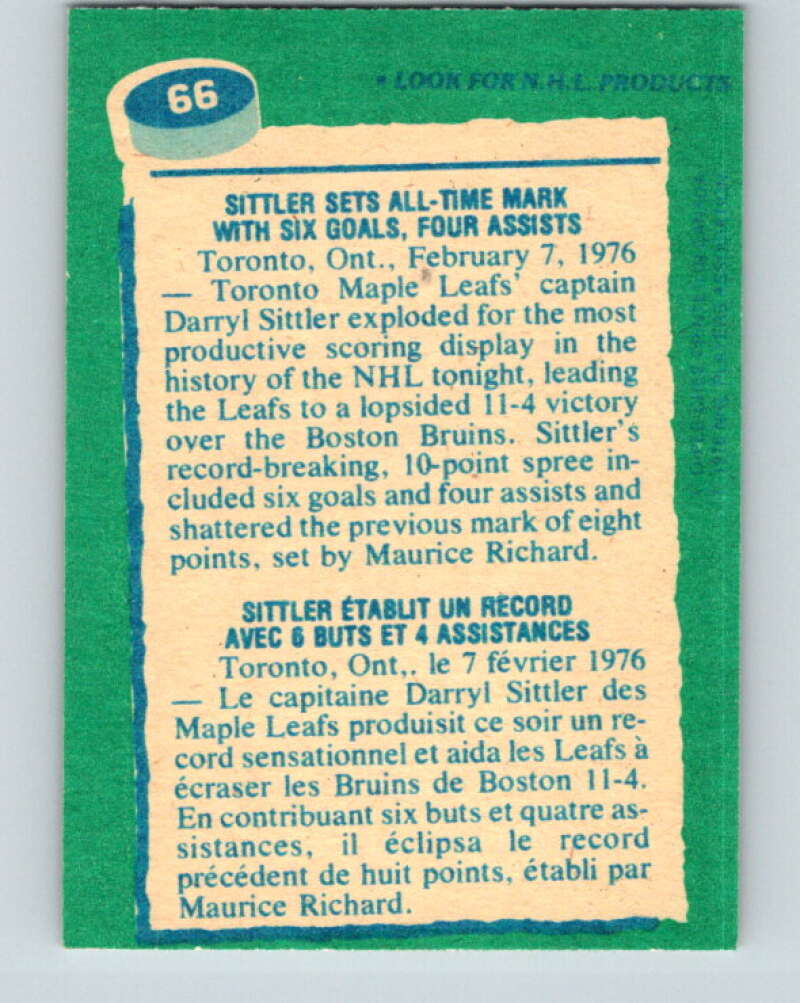 66
• LOOK FOR N.H.L. PRODUCTS
SITTLER SETS ALL-TIME MARK
WITH SIX GOALS, FOUR ASSISTS
Toronto, Ont., February 7, 1976
— Toronto Maple Leafs' captain
Darryl Sittler exploded for the most
productive scoring display in the
history of the NHL tonight, leading
the Leafs to a lopsided 11-4 victory
over the Boston Bruins. Sittler's
record-breaking, 10-point spree in-
cluded six goals and four assists and
shattered the previous mark of eight
points, set by Maurice Richard.
SITTLER ÉTABLIT UN RECORD
AVEC 6 BUTS ET 4 ASSISTANCES
Toronto, Ont,. le 7 février 1976
— Le capitaine Darryl Sittler des
Maple Leafs produisit ce soir un re-
cord sensationnel et aida les Leafs à
écraser les Bruins de Boston 11-4.
En contribuant six buts et quatre as-
sistances, il éclipsa le record
précédent de huit points, établi par
Maurice Richard.